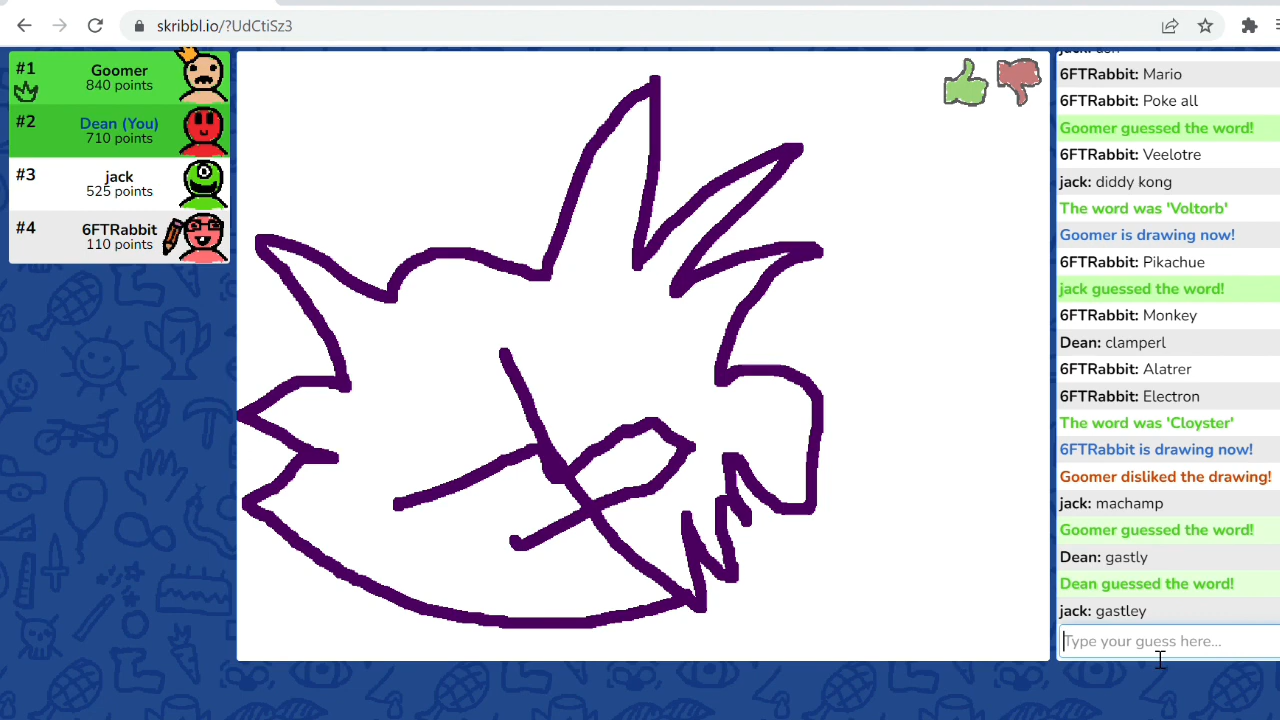 skribbl.io/?UdCtiSz3
#1
Goomer
840 points
#2
Dean (You)
710 points
#3
jack
525 points
#4
6FTRabbit
110 points
6FTRabbit: Mario
6FTRabbit: Poke all
Goomer guessed the word!
6FTRabbit: Veelotre
jack: diddy kong
The word was 'Voltorb'
Goomer is drawing now!
6FTRabbit: Pikachue
jack guessed the word!
6FTRabbit: Monkey
Dean: clamperl
6FTRabbit: Alatrer
6FTRabbit: Electron
The word was 'Cloyster'
6FTRabbit is drawing now!
Goomer disliked the drawing!
jack: machamp
Goomer guessed the word!
Dean: gastly
Dean guessed the word!
jack: gastley
Type your guess here...